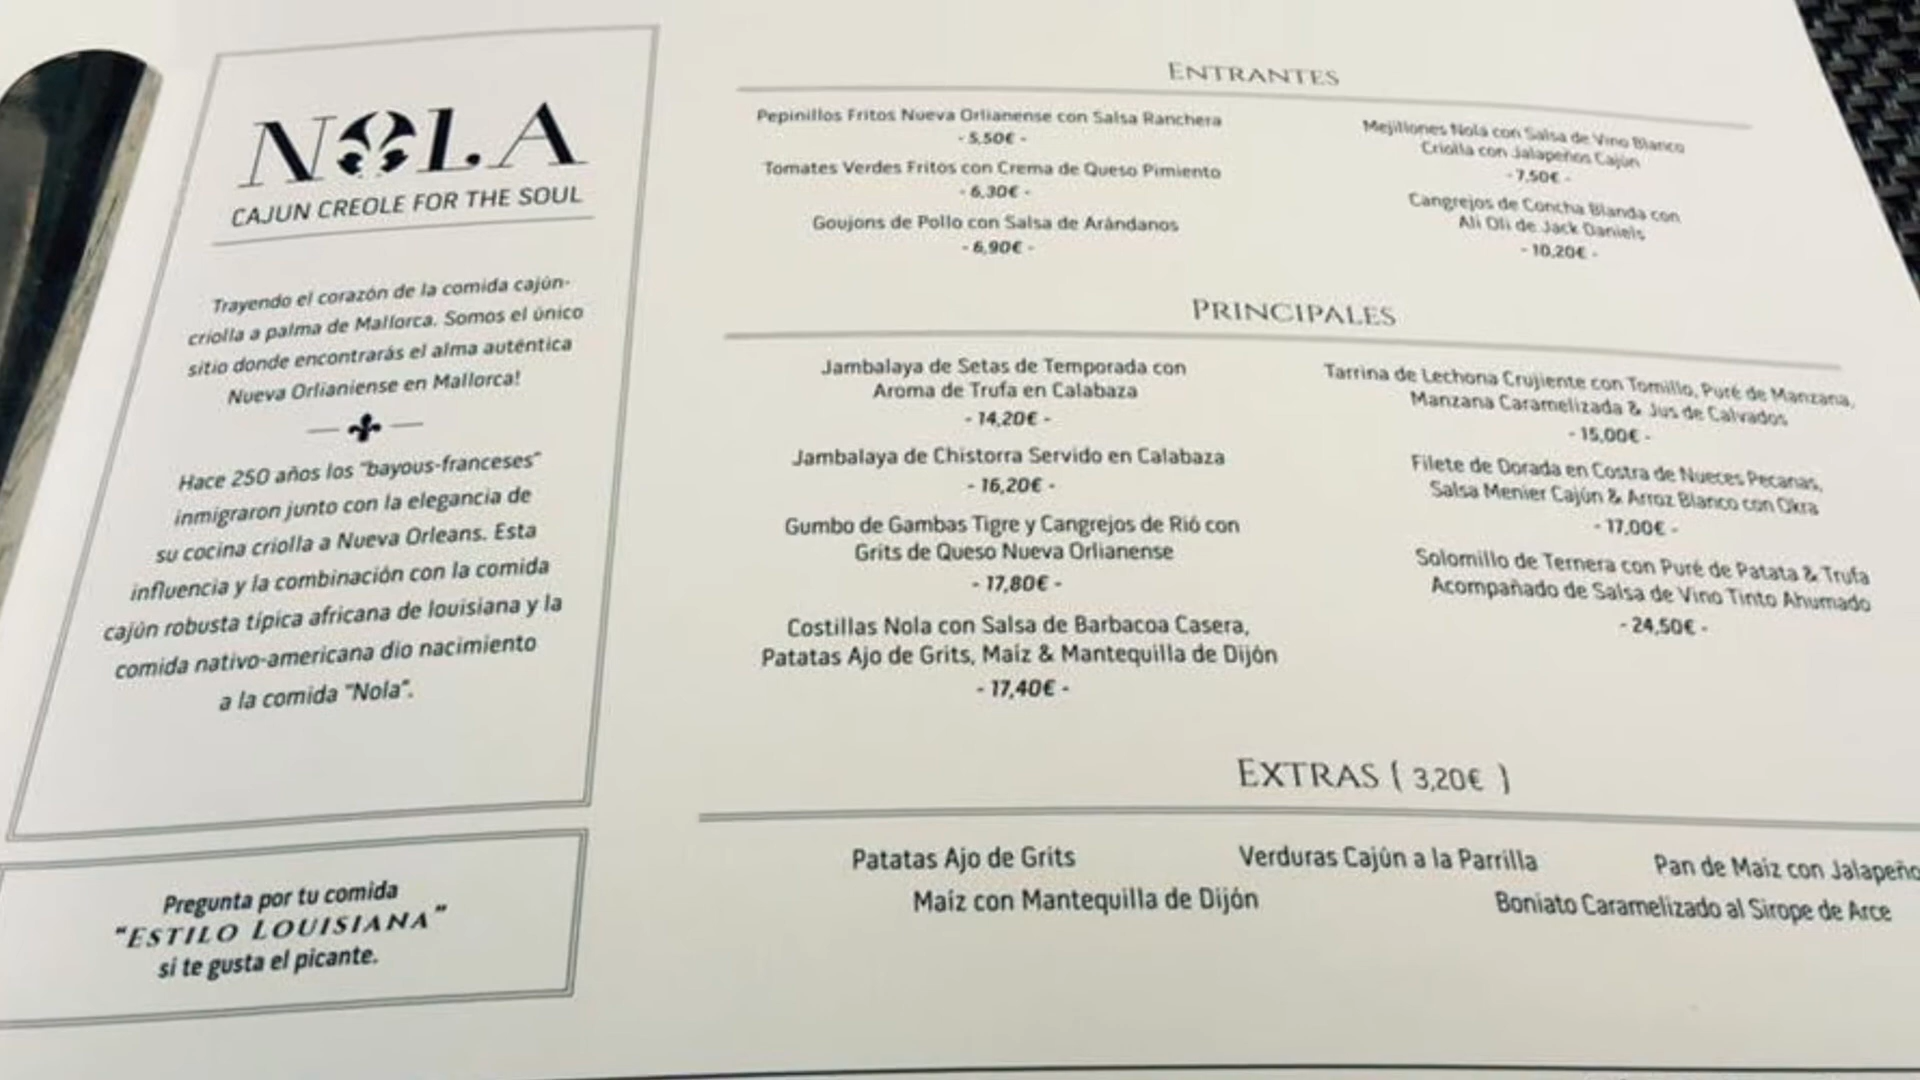 NOLA
CAJUN CREOLE FOR THE SOUL
Trayendo el corazón de la comida cajún-
criolla a palma de Mallorca. Somos el único
sitio donde encontrarás el alma auténtica
Nueva Orlianiense en Mallorca!
Hace 250 años los "bayous-franceses"
inmigraron junto con la elegancia de
su cocina criolla a Nueva Orleans. Esta
influencia y la combinación con la comida
cajún robusta típica africana de louisiana y la
comida nativo-americana dio nacimiento
a la comida "Nola".
Pregunta por tu comida
"ESTILO LOUISIANA"
si te gusta el picante.
ENTRANTES
Pepinillos Fritos Nueva Orlianense con Salsa Ranchera
- 5,50€ -
Tomates Verdes Fritos con Crema de Queso Pimiento
- 6,30€ -
Goujons de Pollo con Salsa de Arándanos
- 6,90€ -
Mejillones Nola con Salsa de Vino Blanco
Criolla con Jalapeños Cajún
- 7,50€ -
Cangrejos de Concha Blanda con
Ali Oli de Jack Daniels
- 10,20€ -
PRINCIPALES
Jambalaya de Setas de Temporada con
Aroma de Trufa en Calabaza
- 14,20€ -
Jambalaya de Chistorra Servido en Calabaza
- 16,20€ -
Gumbo de Gambas Tigre y Cangrejos de Rió con
Grits de Queso Nueva Orlianense
- 17,80€ -
Costillas Nola con Salsa de Barbacoa Casera,
Patatas Ajo de Grits, Maíz & Mantequilla de Dijón
- 17,40€ -
Tarrina de Lechona Crujiente con Tomillo, Puré de Manzana,
Manzana Caramelizada & Jus de Calvados
- 15,00€ -
Filete de Dorada en Costra de Nueces Pecanas,
Salsa Menier Cajún & Arroz Blanco con Okra
- 17,00€ -
Solomillo de Ternera con Puré de Patata & Trufa
Acompañado de Salsa de Vino Tinto Ahumado
- 24,50€ -
EXTRAS ( 3,20€ )
Patatas Ajo de Grits
Verduras Cajún a la Parrilla
Pan de Maiz con Jalapeño
Maíz con Mantequilla de Dijón
Boniato Caramelizado al Sirope de Arce